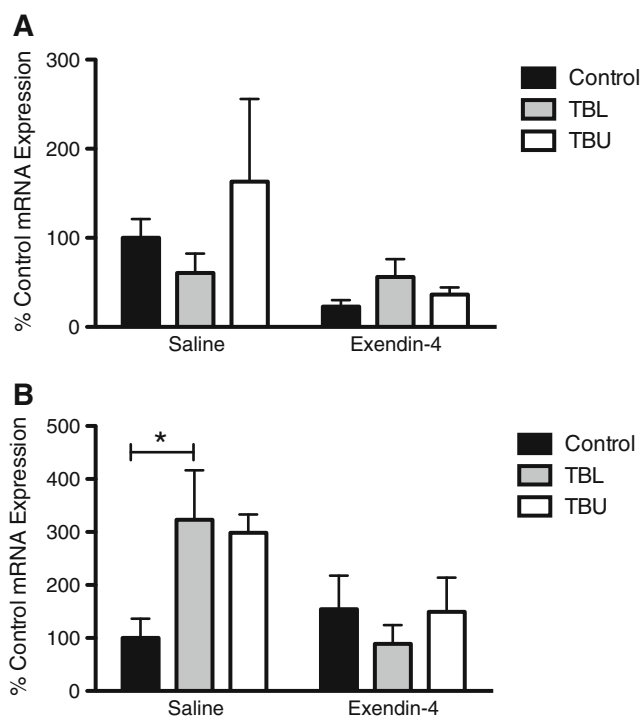 A
% Control mRNA Expression
300
200
100
0
Saline
Exendin-4
Control
TBL
TBU
B
% Control mRNA Expression
500
400
300
200
100
0
*
Saline
Exendin-4
Control
TBL
TBU